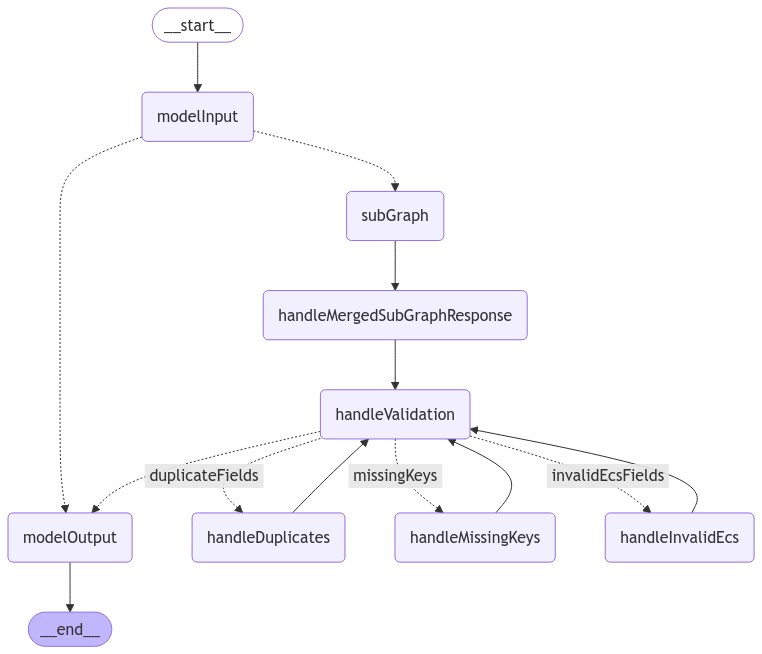 __start__
modelInput
subGraph
handleMergedSubGraphResponse
handleValidation
duplicateFields
missingKeys
invalidEcsFields
modelOutput
handleDuplicates
handleMissingKeys
handleInvalidEcs
__end__